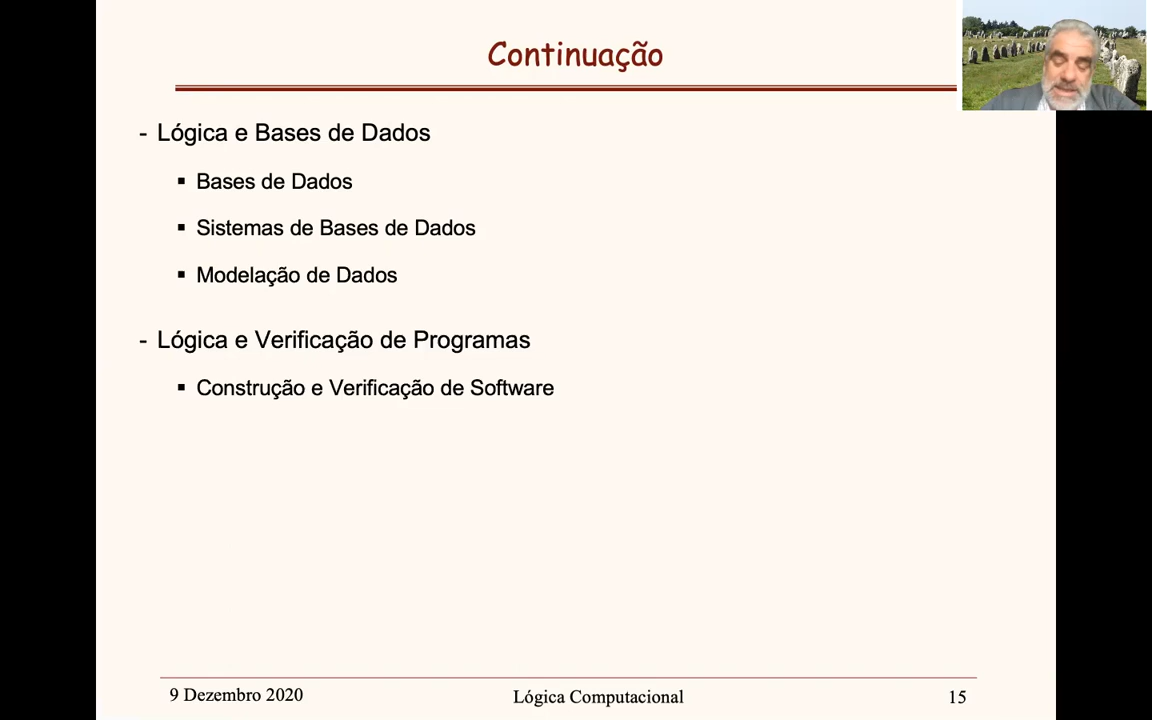 Continuação
- Lógica e Bases de Dados
▪ Bases de Dados
▪ Sistemas de Bases de Dados
▪ Modelação de Dados
- Lógica e Verificação de Programas
▪ Construção e Verificação de Software
9 Dezembro 2020 Lógica Computacional 15